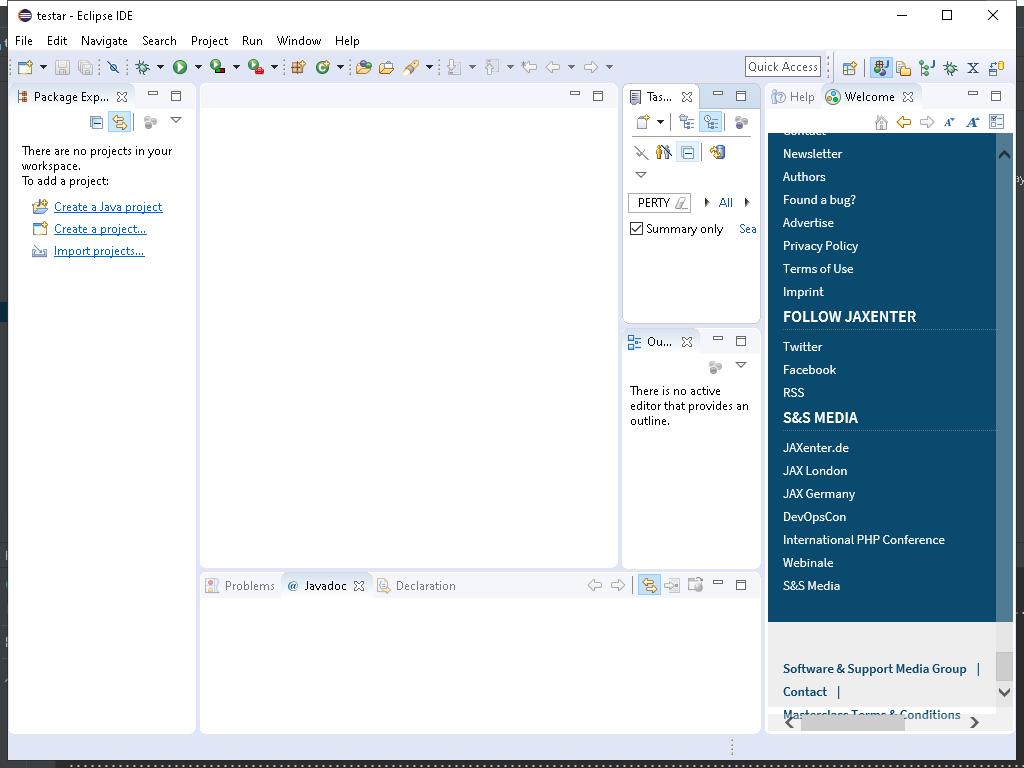 testar - Eclipse IDE
File Edit Navigate Search Project Run Window Help
Quick Access
Package Exp...
There are no projects in your
workspace.
To add a project:
Create a Java project
Create a project...
Import projects...
Tas...
PERTY All
Summary only Sea
Ou...
There is no active
editor that provides an
outline.
Problems @ Javadoc Declaration
Help Welcome
Contact
Newsletter
Authors
Found a bug?
Advertise
Privacy Policy
Terms of Use
Imprint
FOLLOW JAXENTER
Twitter
Facebook
RSS
S&S MEDIA
JAXenter.de
JAX London
JAX Germany
DevOpsCon
International PHP Conference
Webinale
S&S Media
Software & Support Media Group |
Contact |
Masterclass Terms & Conditions